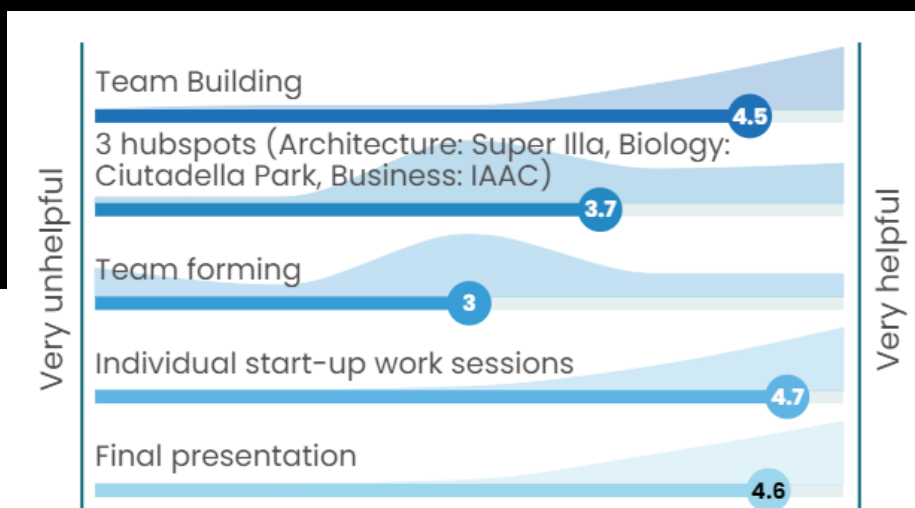 Team Building
4.5
3 hubspots (Architecture: Super Illa, Biology:
Ciutadella Park, Business: IAAC)
3.7
Team forming
3
Individual start-up work sessions
4.7
Final presentation
4.6
Very unhelpful
Very helpful